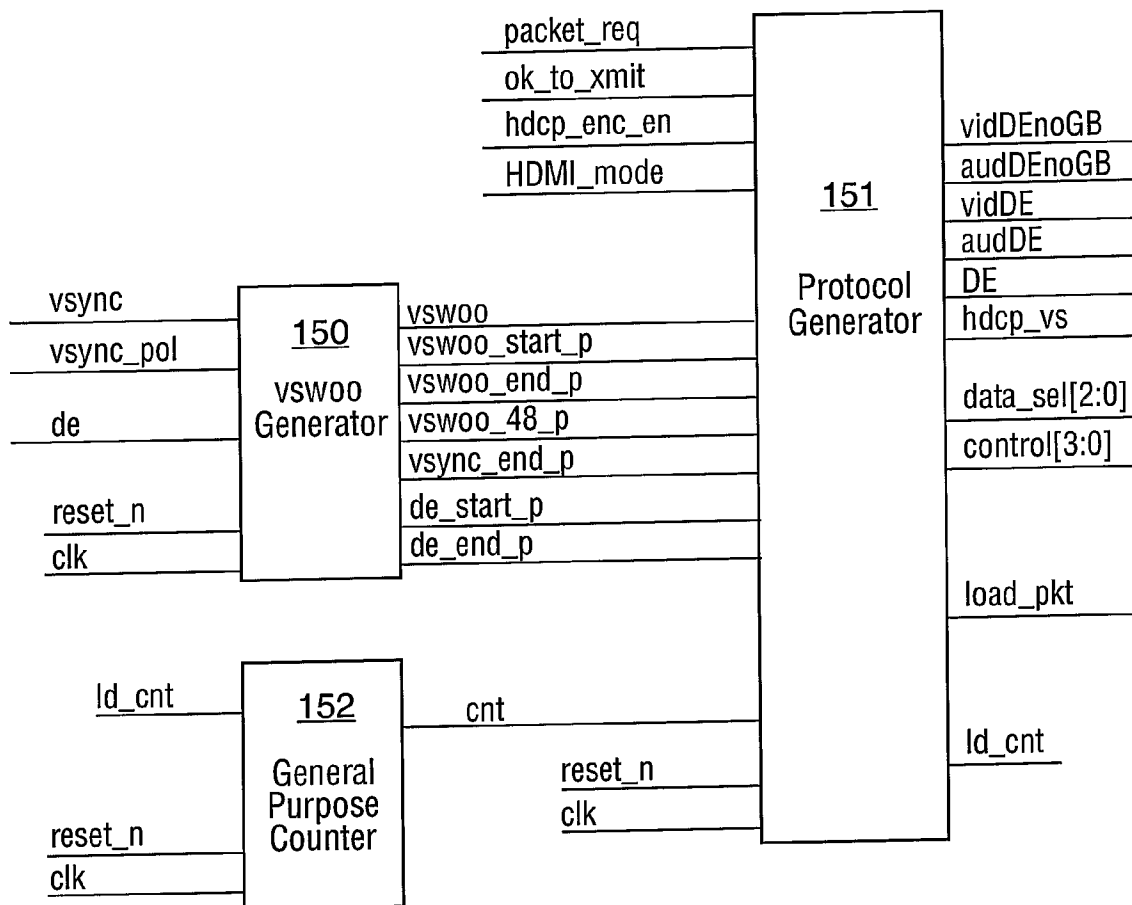 packet_req
ok_to_xmit
hdcp_enc_en
HDMI_mode
151
Protocol
Generator
vidDEnoGB
audDEnoGB
vidDE
audDE
DE
hdcp_vs
data_sel[2:0]
control[3:0]
load_pkt
ld_cnt
vsync
vsync_pol
de
reset_n
clk
150
vswoo
Generator
vswoo
vswoo_start_p
vswoo_end_p
vswoo_48_p
vsync_end_p
de_start_p
de_end_p
ld_cnt
reset_n
clk
152
General
Purpose
Counter
cnt
reset_n
clk